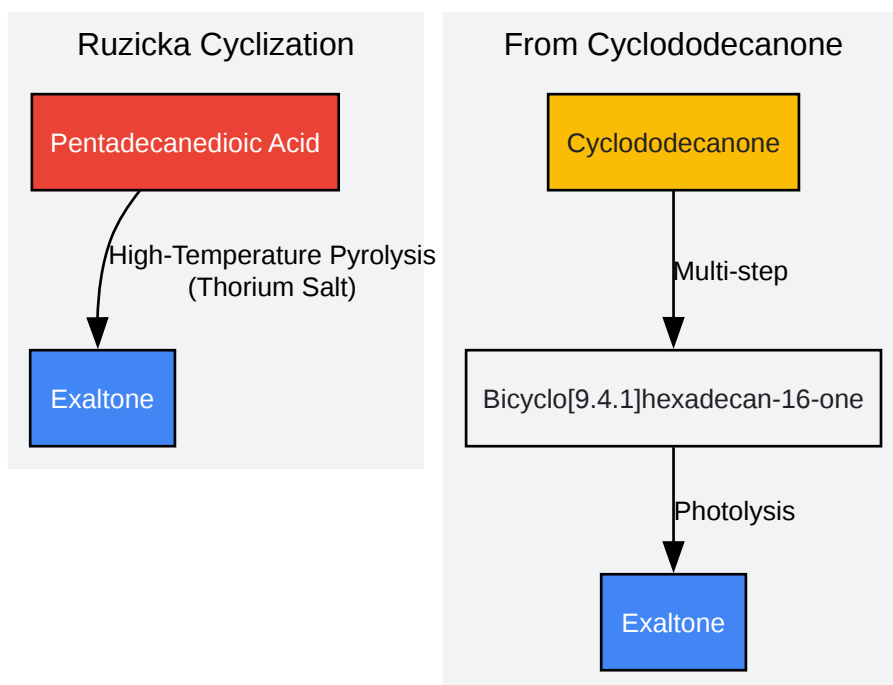 Ruzicka Cyclization
Pentadecanedioic Acid
High-Temperature Pyrolysis
(Thorium Salt)
Exaltone
From Cyclododecanone
Cyclododecanone
Multi-step
Bicyclo[9.4.1]hexadecan-16-one
Photolysis
Exaltone